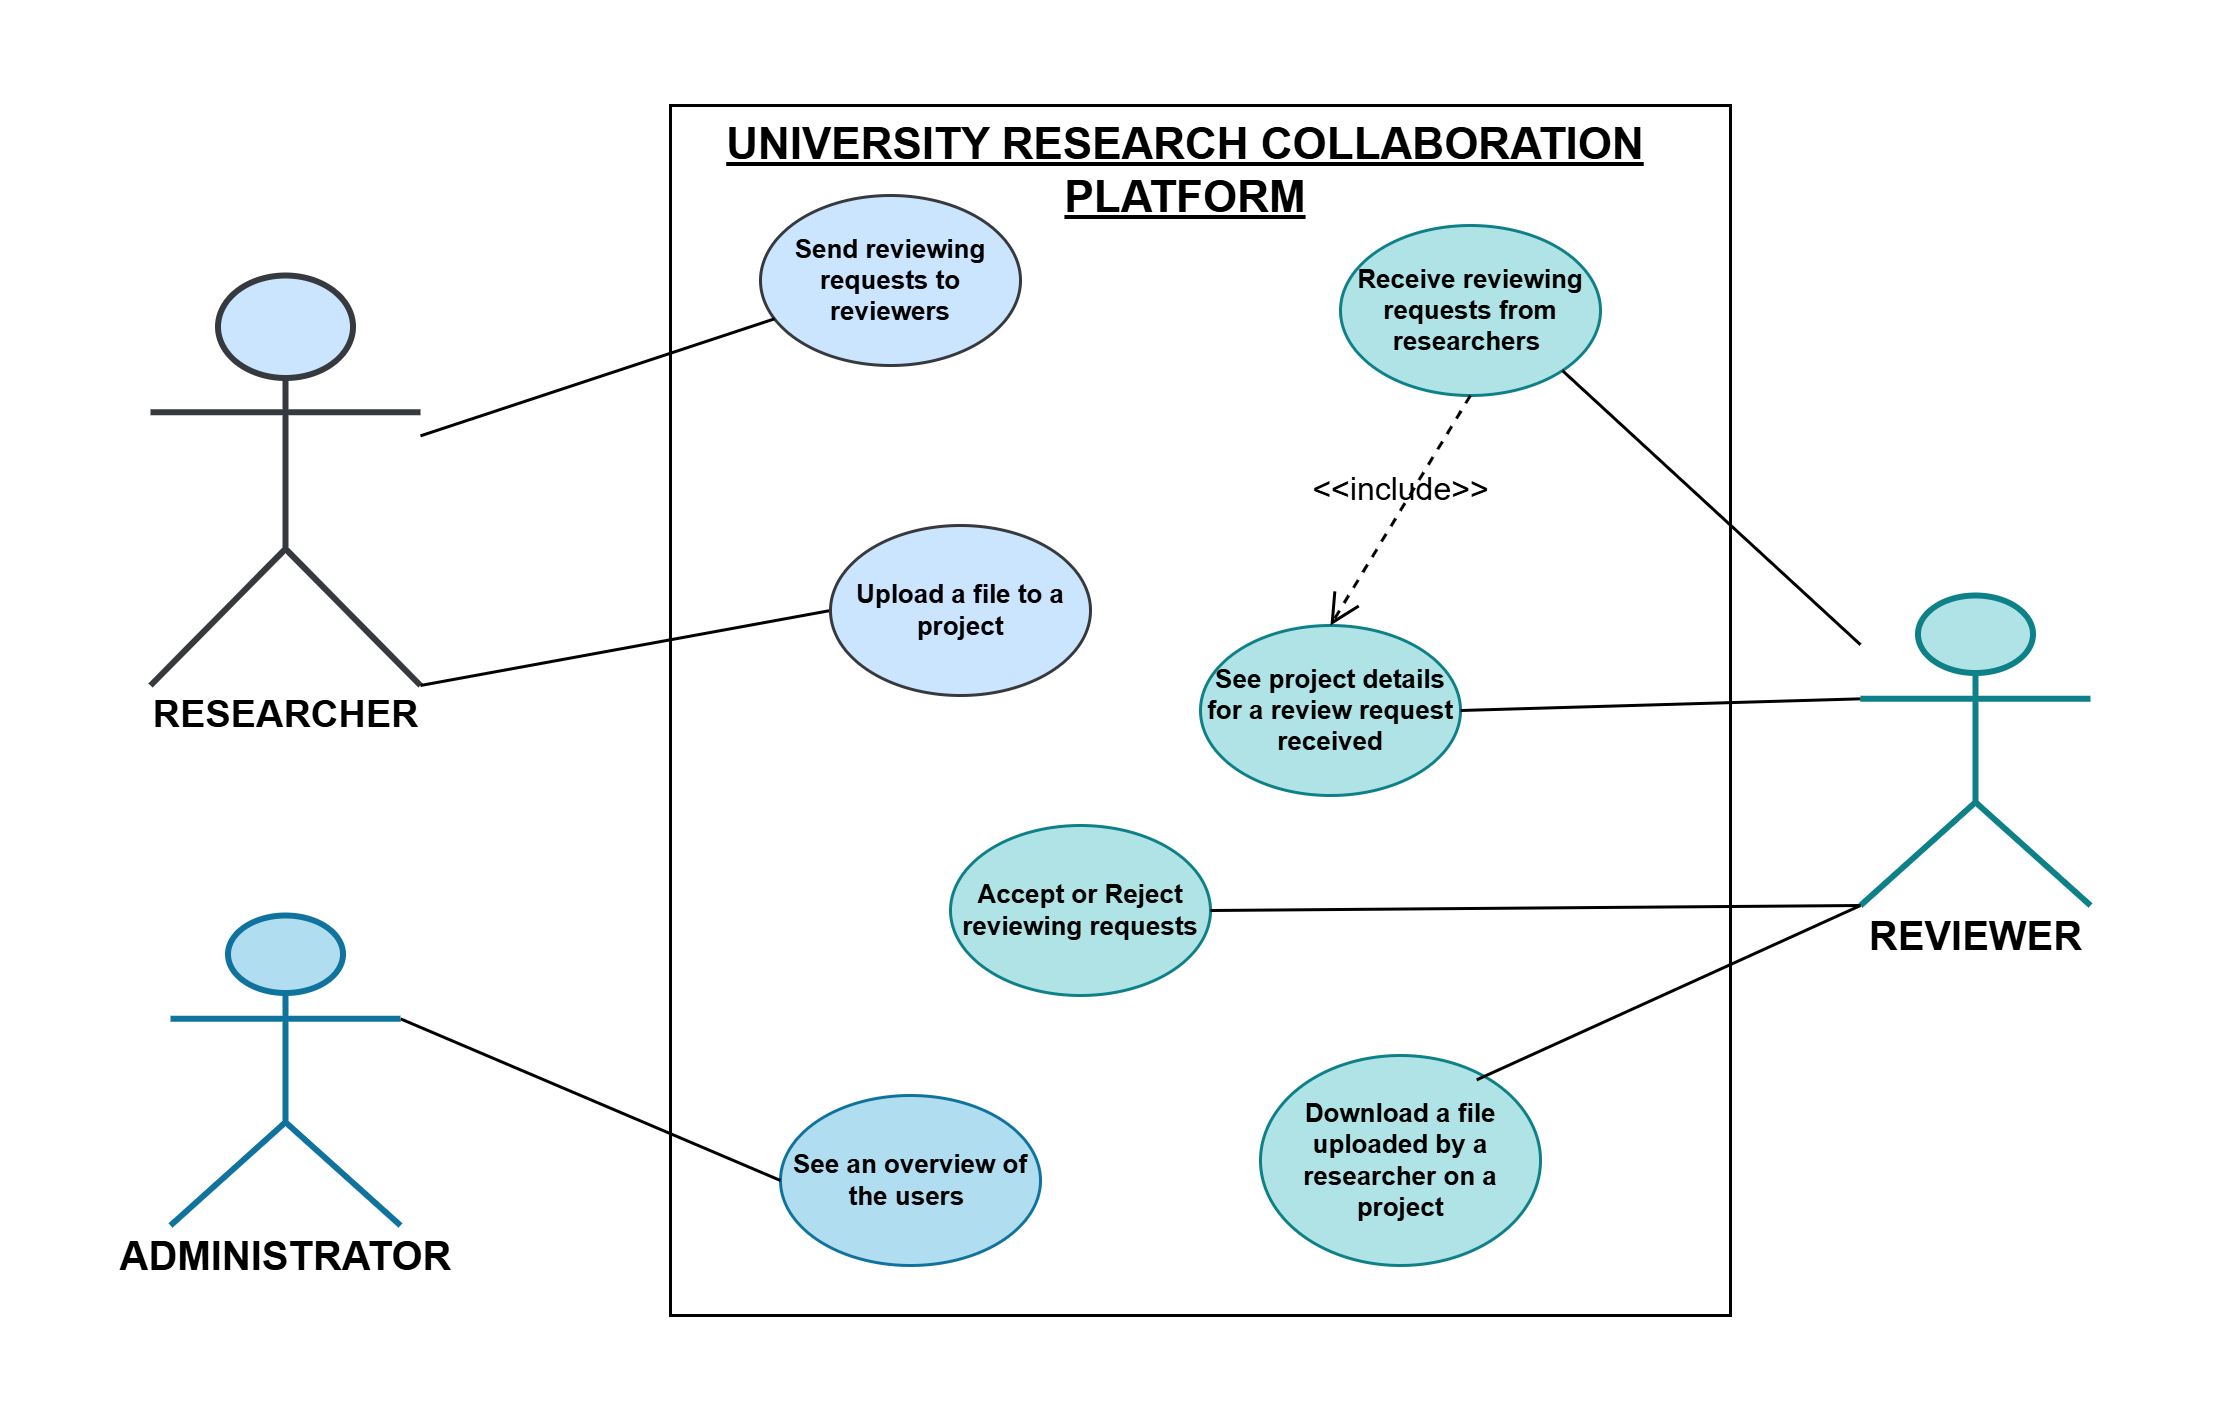 UNIVERSITY RESEARCH COLLABORATION
PLATFORM
Send reviewing
requests to
reviewers
Receive reviewing
requests from
researchers
<<include>>
Upload a file to a
project
See project details
for a review request
received
RESEARCHER
Accept or Reject
reviewing requests
REVIEWER
See an overview of
the users
Download a file
uploaded by a
researcher on a
project
ADMINISTRATOR